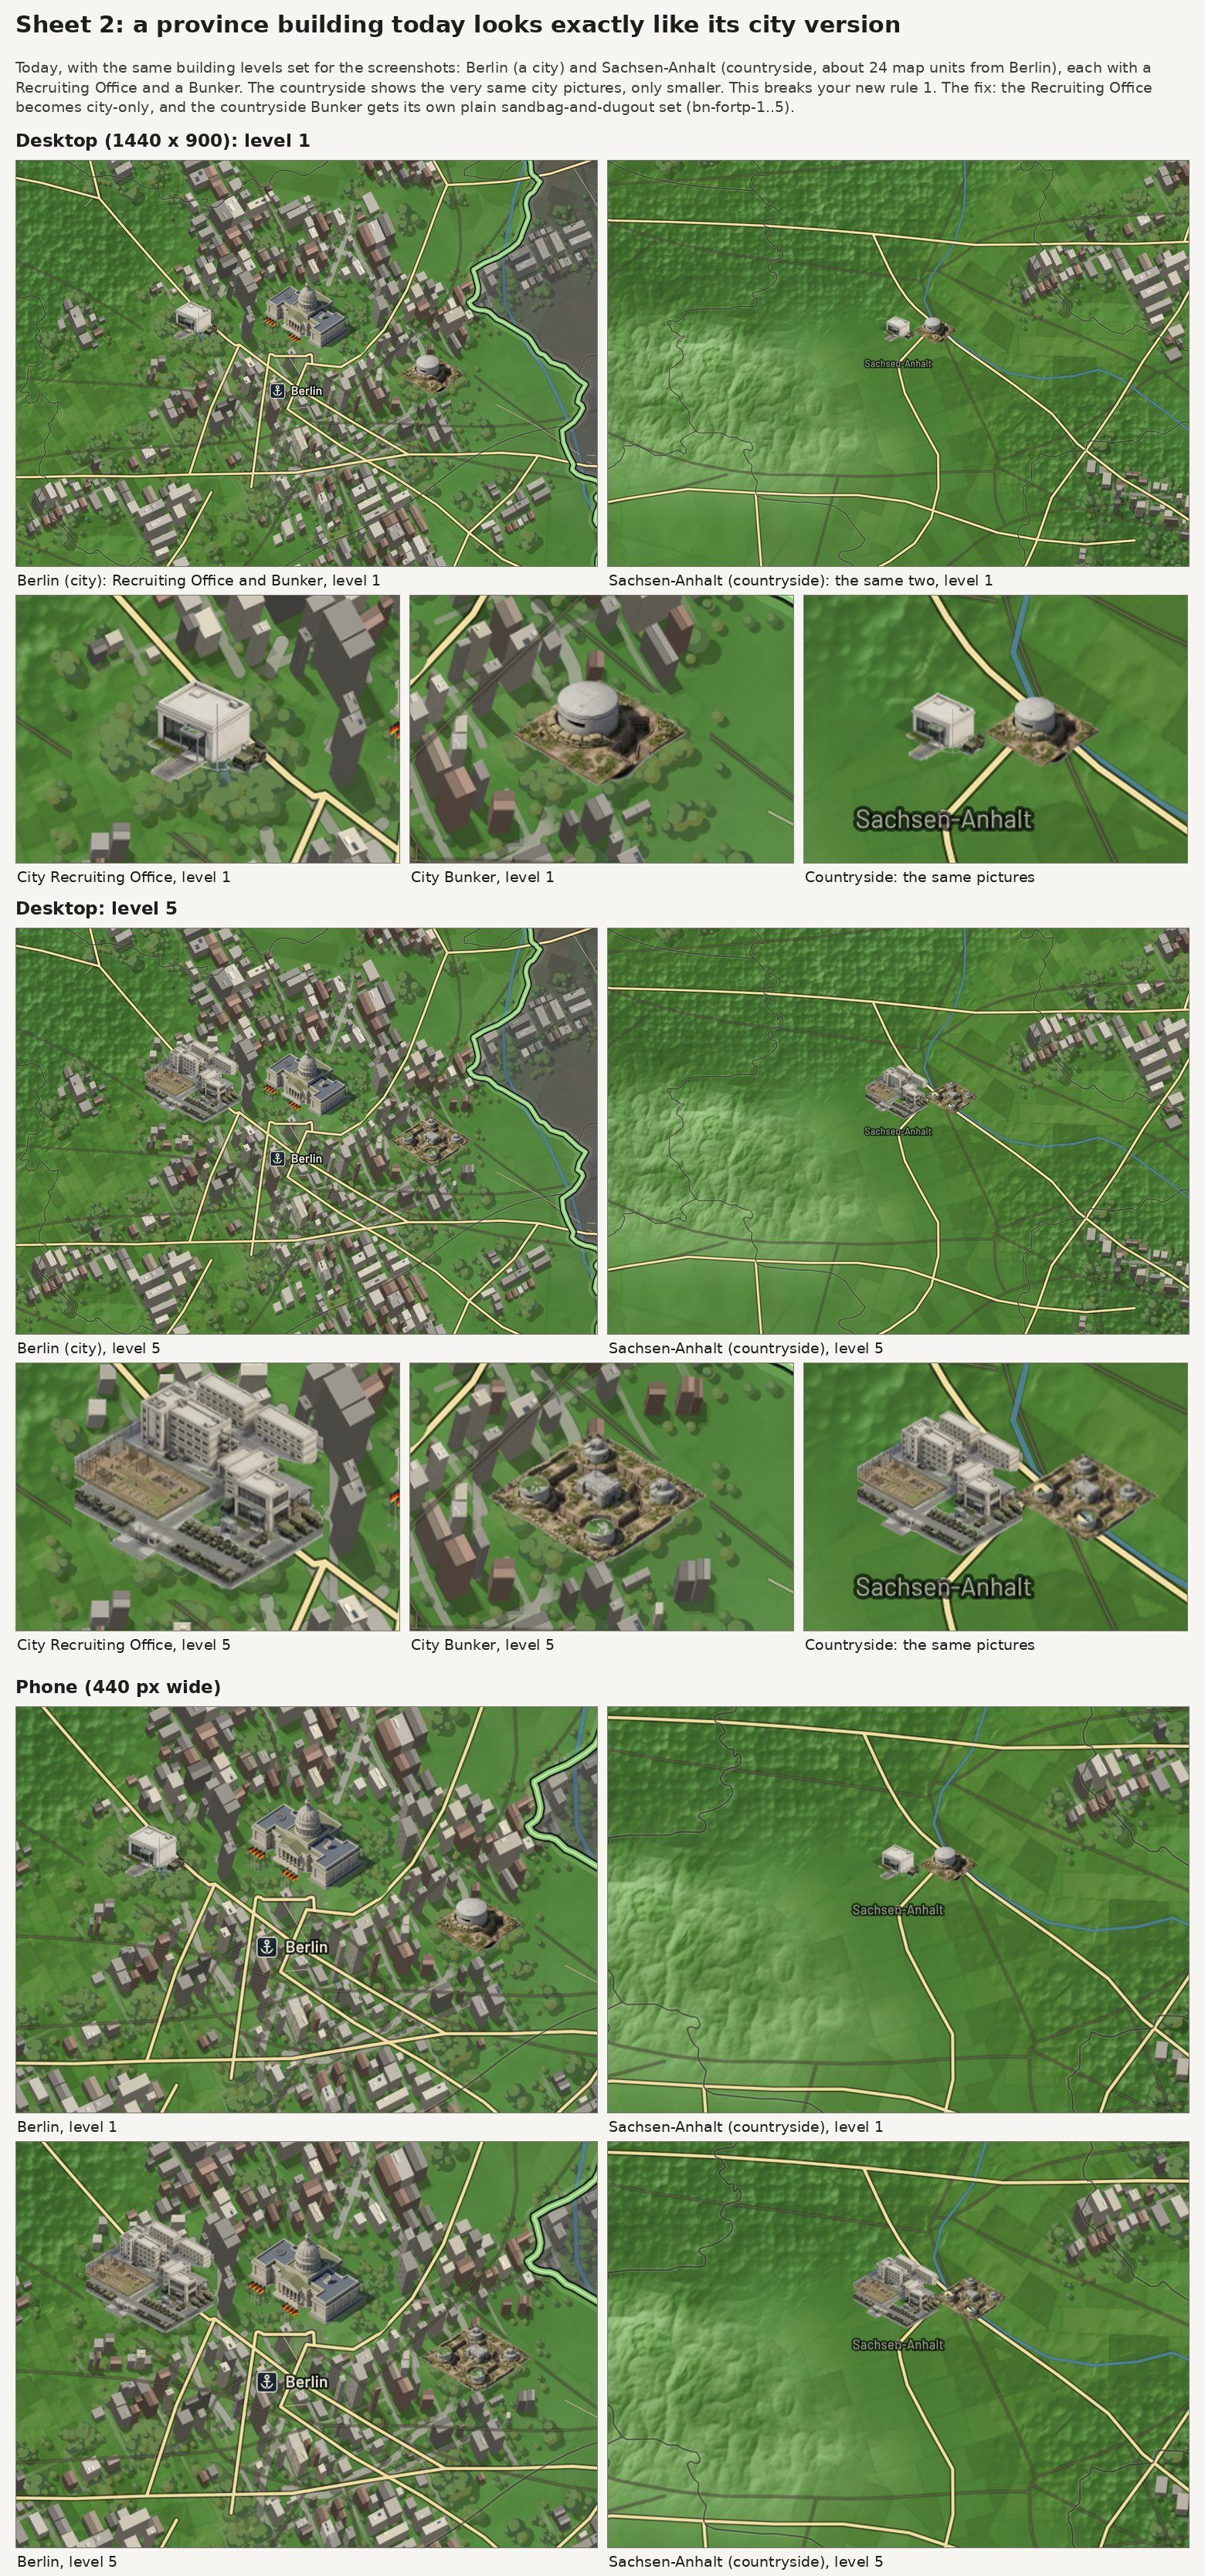 Sheet 2: a province building today looks exactly like its city version
Today, with the same building levels set for the screenshots: Berlin (a city) and Sachsen-Anhalt (countryside, about 24 map units from Berlin), each with a
Recruiting Office and a Bunker. The countryside shows the very same city pictures, only smaller. This breaks your new rule 1. The fix: the Recruiting Office
becomes city-only, and the countryside Bunker gets its own plain sandbag-and-dugout set (bn-fortp-1..5).
Desktop (1440 x 900): level 1
Berlin
Sachsen-Anhalt
Berlin (city): Recruiting Office and Bunker, level 1
Sachsen-Anhalt (countryside): the same two, level 1
Sachsen-Anhalt
City Recruiting Office, level 1
City Bunker, level 1
Countryside: the same pictures
Desktop: level 5
Berlin
Sachsen-Anhalt
Berlin (city), level 5
Sachsen-Anhalt (countryside), level 5
Sachsen-Anhalt
City Recruiting Office, level 5
City Bunker, level 5
Countryside: the same pictures
Phone (440 px wide)
Berlin
Sachsen-Anhalt
Berlin, level 1
Sachsen-Anhalt (countryside), level 1
Berlin
Sachsen-Anhalt
Berlin, level 5
Sachsen-Anhalt (countryside), level 5